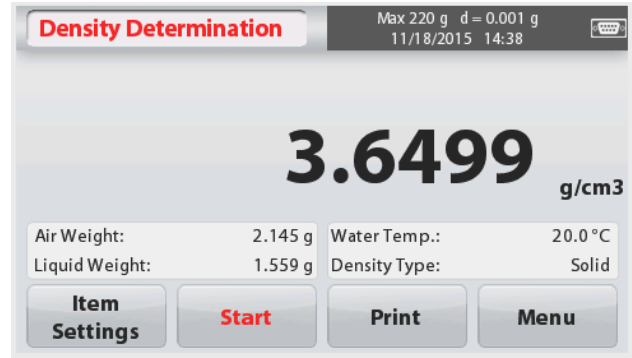 Density Determination
Max 220 g d = 0.001 g
11/18/2015 14:38
3.6499
g/cm3
Air Weight: 2.145 g
Liquid Weight: 1.559 g
Water Temp.: 20.0 °C
Density Type: Solid
Item Settings
Start
Print
Menu